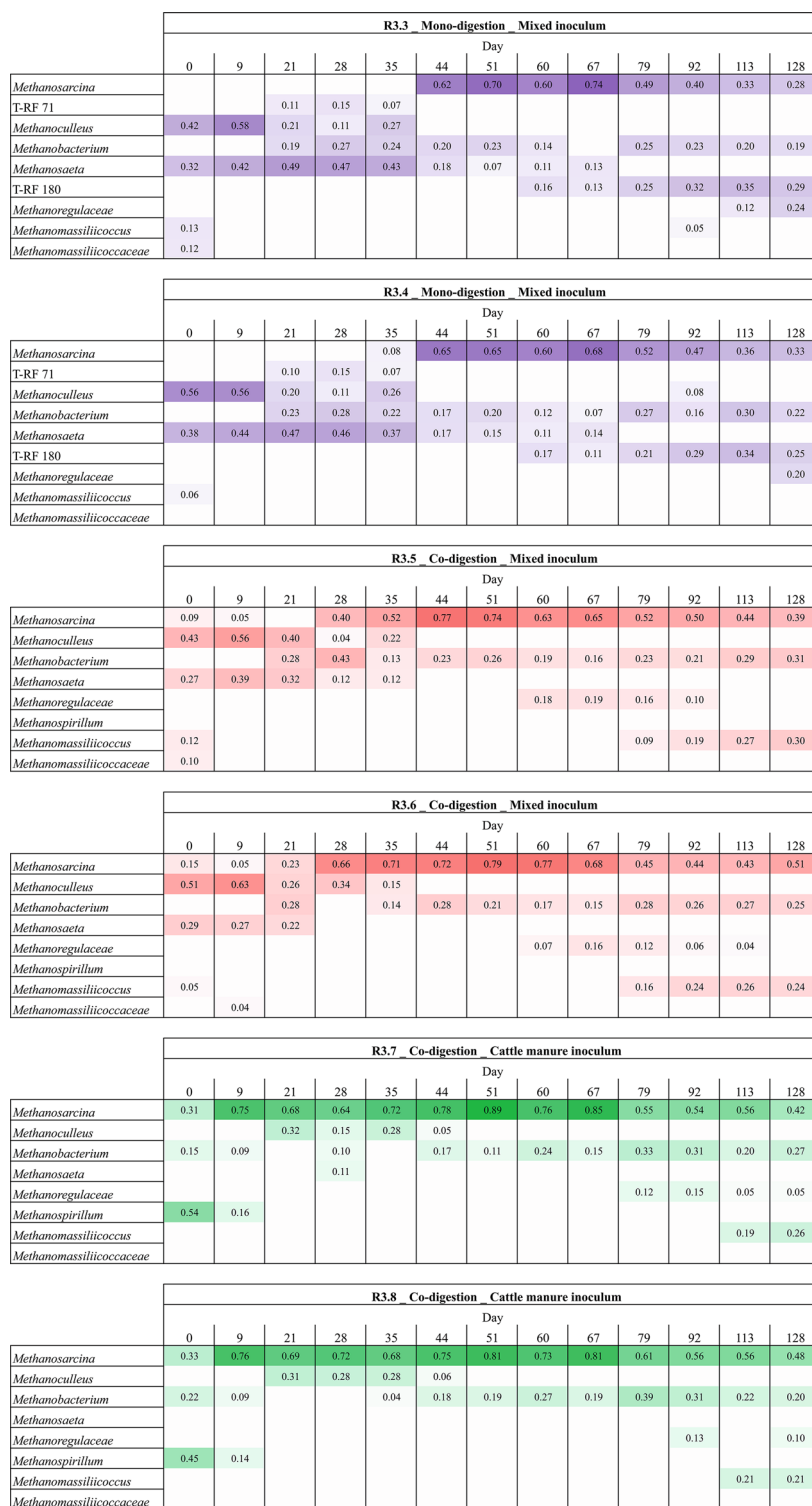 R3.3 _ Mono-digestion _ Mixed inoculum
Day
0 9 21 28 35 44 51 60 67 79 92 113 128
Methanosarcina 0.62 0.70 0.60 0.74 0.49 0.40 0.33 0.28
T-RF 71 0.11 0.15 0.07
Methanoculleus 0.42 0.58 0.21 0.11 0.27
Methanobacterium 0.19 0.27 0.24 0.20 0.23 0.14 0.25 0.23 0.20 0.19
Methanosaeta 0.32 0.42 0.49 0.47 0.43 0.18 0.07 0.11 0.13
T-RF 180 0.16 0.13 0.25 0.32 0.35 0.29
Methanoregulaceae 0.12 0.24
Methanomassiliicoccus 0.13 0.05
Methanomassiliicoccaceae 0.12
R3.4 _ Mono-digestion _ Mixed inoculum
Day
0 9 21 28 35 44 51 60 67 79 92 113 128
Methanosarcina 0.08 0.65 0.65 0.60 0.68 0.52 0.47 0.36 0.33
T-RF 71 0.10 0.15 0.07
Methanoculleus 0.56 0.56 0.20 0.11 0.26 0.08
Methanobacterium 0.23 0.28 0.22 0.17 0.20 0.12 0.07 0.27 0.16 0.30 0.22
Methanosaeta 0.38 0.44 0.47 0.46 0.37 0.17 0.15 0.11 0.14
T-RF 180 0.17 0.11 0.21 0.29 0.34 0.25
Methanoregulaceae 0.20
Methanomassiliicoccus 0.06
Methanomassiliicoccaceae
R3.5 _ Co-digestion _ Mixed inoculum
Day
0 9 21 28 35 44 51 60 67 79 92 113 128
Methanosarcina 0.09 0.05 0.40 0.52 0.77 0.74 0.63 0.65 0.52 0.50 0.44 0.39
Methanoculleus 0.43 0.56 0.40 0.04 0.22
Methanobacterium 0.28 0.43 0.13 0.23 0.26 0.19 0.16 0.23 0.21 0.29 0.31
Methanosaeta 0.27 0.39 0.32 0.12 0.12
Methanoregulaceae 0.18 0.19 0.16 0.10
Methanospirillum
Methanomassiliicoccus 0.12 0.09 0.19 0.27 0.30
Methanomassiliicoccaceae 0.10
R3.6 _ Co-digestion _ Mixed inoculum
Day
0 9 21 28 35 44 51 60 67 79 92 113 128
Methanosarcina 0.15 0.05 0.23 0.66 0.71 0.72 0.79 0.77 0.68 0.45 0.44 0.43 0.51
Methanoculleus 0.51 0.63 0.26 0.34 0.15
Methanobacterium 0.28 0.14 0.28 0.21 0.17 0.15 0.28 0.26 0.27 0.25
Methanosaeta 0.29 0.27 0.22
Methanoregulaceae 0.07 0.16 0.12 0.06 0.04
Methanospirillum
Methanomassiliicoccus 0.05 0.16 0.24 0.26 0.24
Methanomassiliicoccaceae 0.04
R3.7 _ Co-digestion _ Cattle manure inoculum
Day
0 9 21 28 35 44 51 60 67 79 92 113 128
Methanosarcina 0.31 0.75 0.68 0.64 0.72 0.78 0.89 0.76 0.85 0.55 0.54 0.56 0.42
Methanoculleus 0.32 0.15 0.28 0.05
Methanobacterium 0.15 0.09 0.10 0.17 0.11 0.24 0.15 0.33 0.31 0.20 0.27
Methanosaeta 0.11
Methanoregulaceae 0.12 0.15 0.05 0.05
Methanospirillum 0.54 0.16
Methanomassiliicoccus 0.19 0.26
Methanomassiliicoccaceae
R3.8 _ Co-digestion _ Cattle manure inoculum
Day
0 9 21 28 35 44 51 60 67 79 92 113 128
Methanosarcina 0.33 0.76 0.69 0.72 0.68 0.75 0.81 0.73 0.81 0.61 0.56 0.56 0.48
Methanoculleus 0.31 0.28 0.28 0.06
Methanobacterium 0.22 0.09 0.04 0.18 0.19 0.27 0.19 0.39 0.31 0.22 0.20
Methanosaeta
Methanoregulaceae 0.13 0.10
Methanospirillum 0.45 0.14
Methanomassiliicoccus 0.21 0.21
Methanomassiliicoccaceae